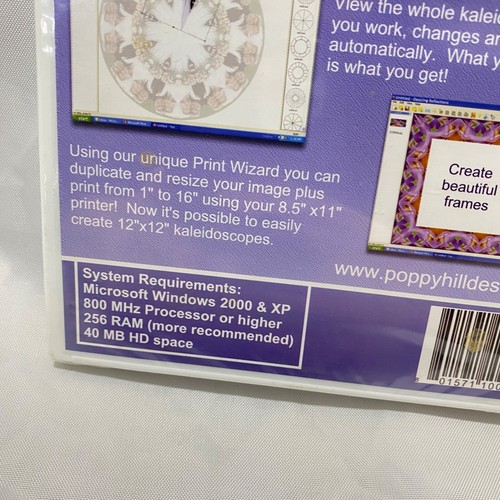 View the whole
you work, changes
automatically. What
is what you get!
Using our unique Print Wizard you can
duplicate and resize your image plus
print from 1" to 16" using your 8.5" x11"
printer! Now it's possible to easily
create 12"x12" kaleidoscopes.
Create
beautiful
frames
www.poppyhilldes
System Requirements:
Microsoft Windows 2000 & XP
800 MHz Processor or higher
256 RAM (more recommended)
40 MB HD space
01571 100
start